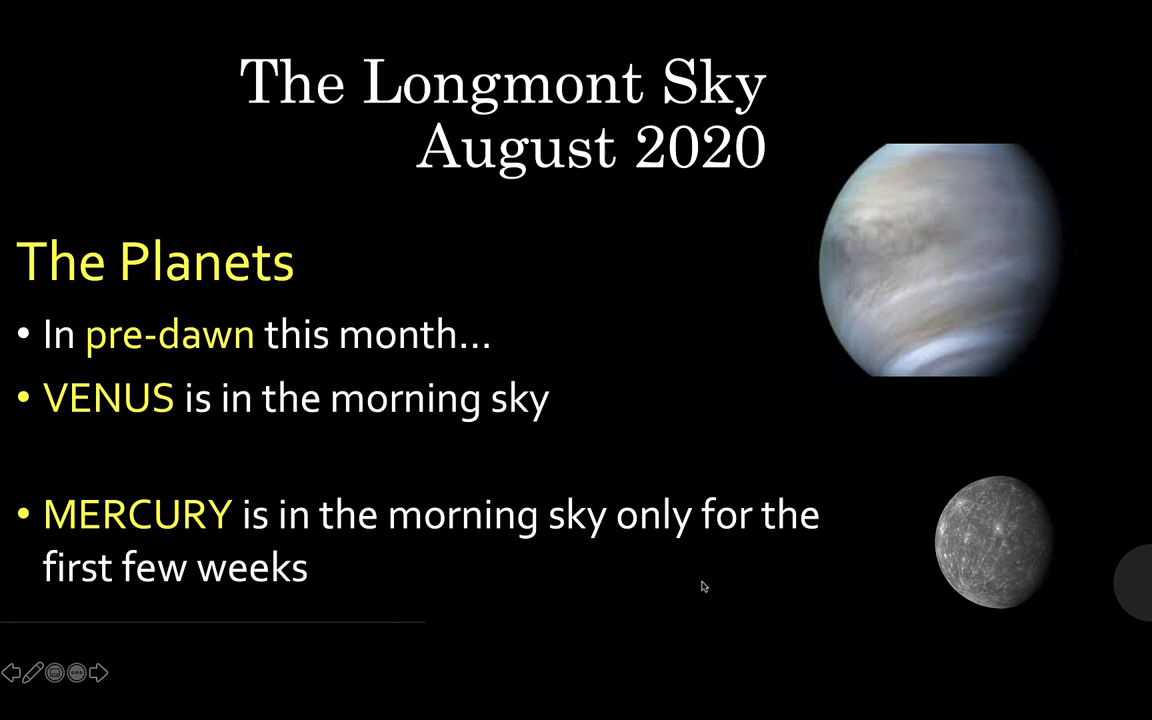 The Longmont Sky
August 2020
The Planets
• In pre-dawn this month...
• VENUS is in the morning sky
• MERCURY is in the morning sky only for the
first few weeks